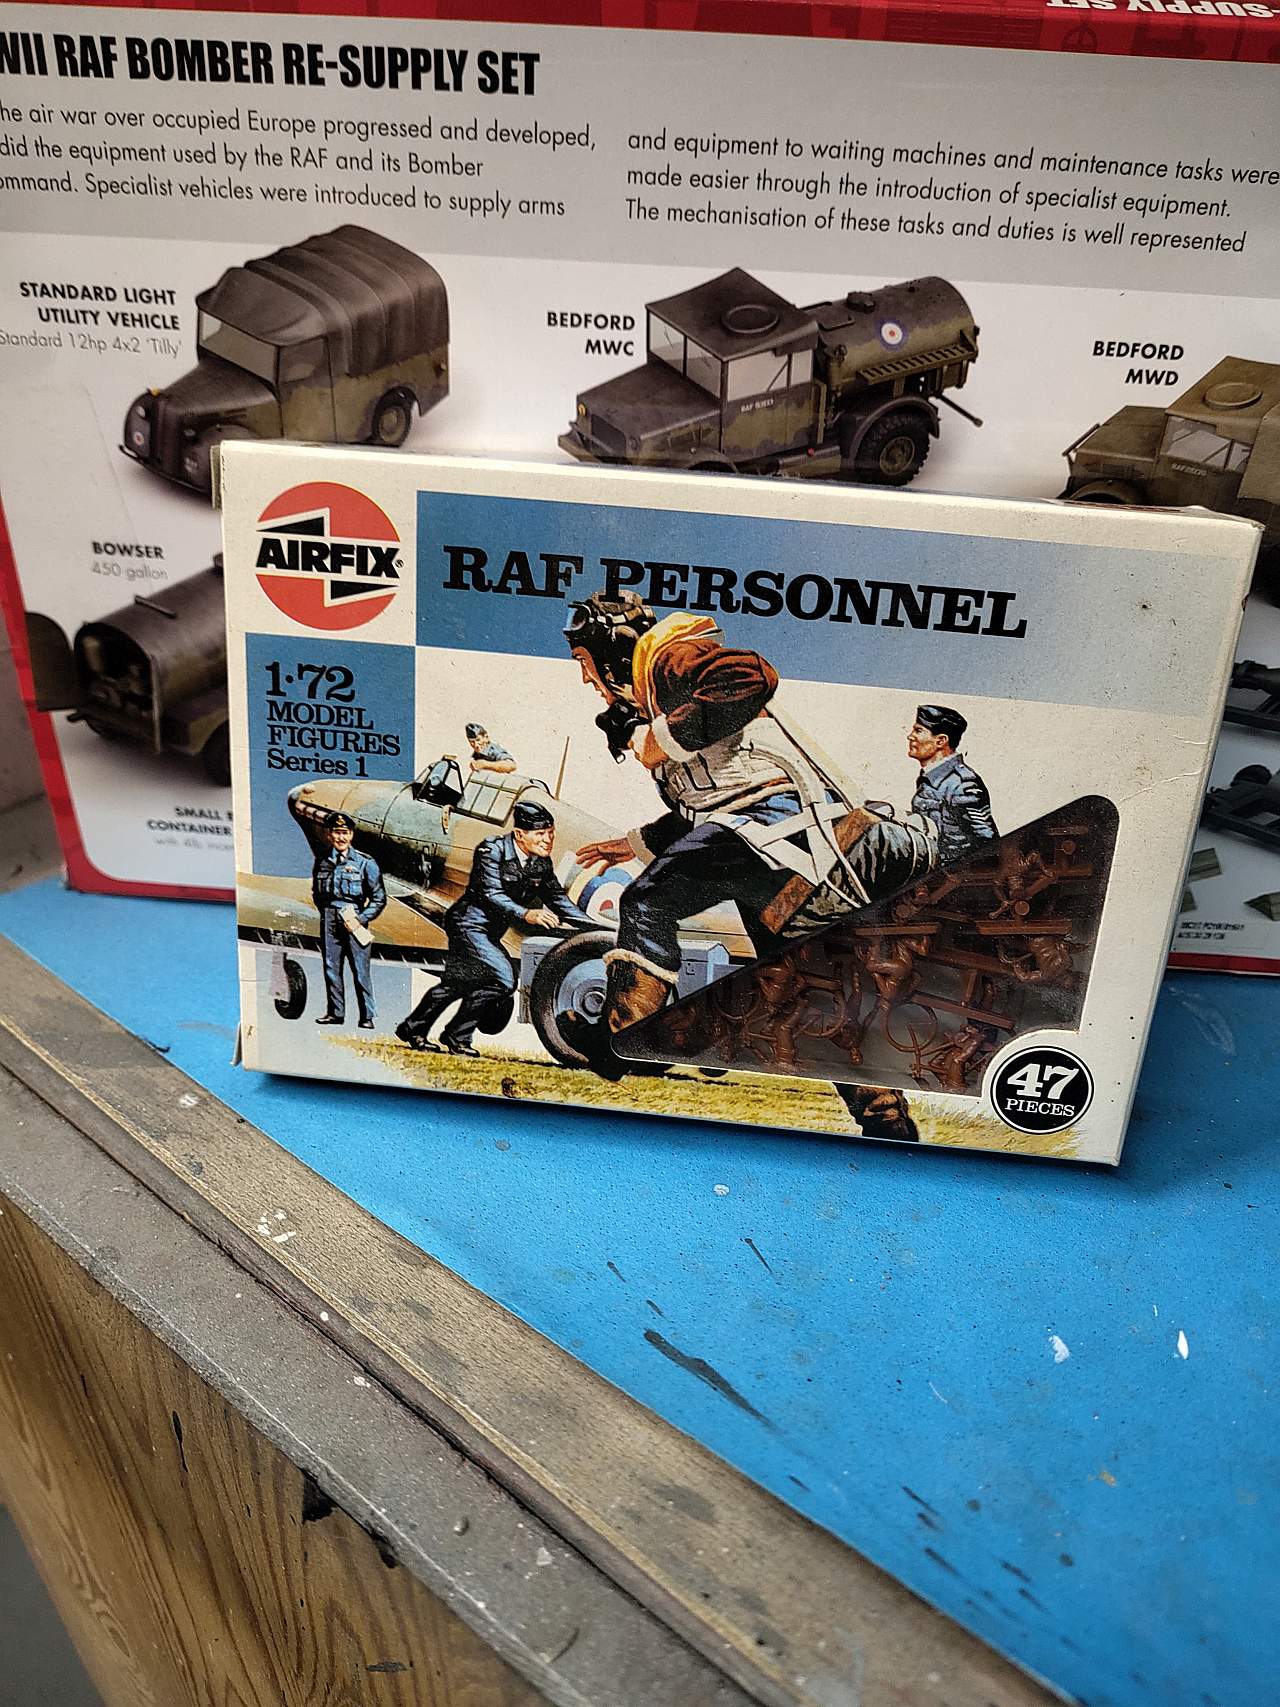 -SUPPLY SET
WII RAF BOMBER RE-SUPPLY SET
he air war over occupied Europe progressed and developed,
did the equipment used by the RAF and its Bomber
ommand. Specialist vehicles were introduced to supply arms
and equipment to waiting machines and maintenance tasks were
made easier through the introduction of specialist equipment.
The mechanisation of these tasks and duties is well represented
STANDARD LIGHT
UTILITY VEHICLE
Standard 12hp 4x2 'Tilly'
BEDFORD
MWC
BEDFORD
MWD
BOWSER
450 gallon
SMALL
CONTAINER
AIRFIX®
RAF PERSONNEL
1·72
MODEL
FIGURES
Series 1
47
PIECES